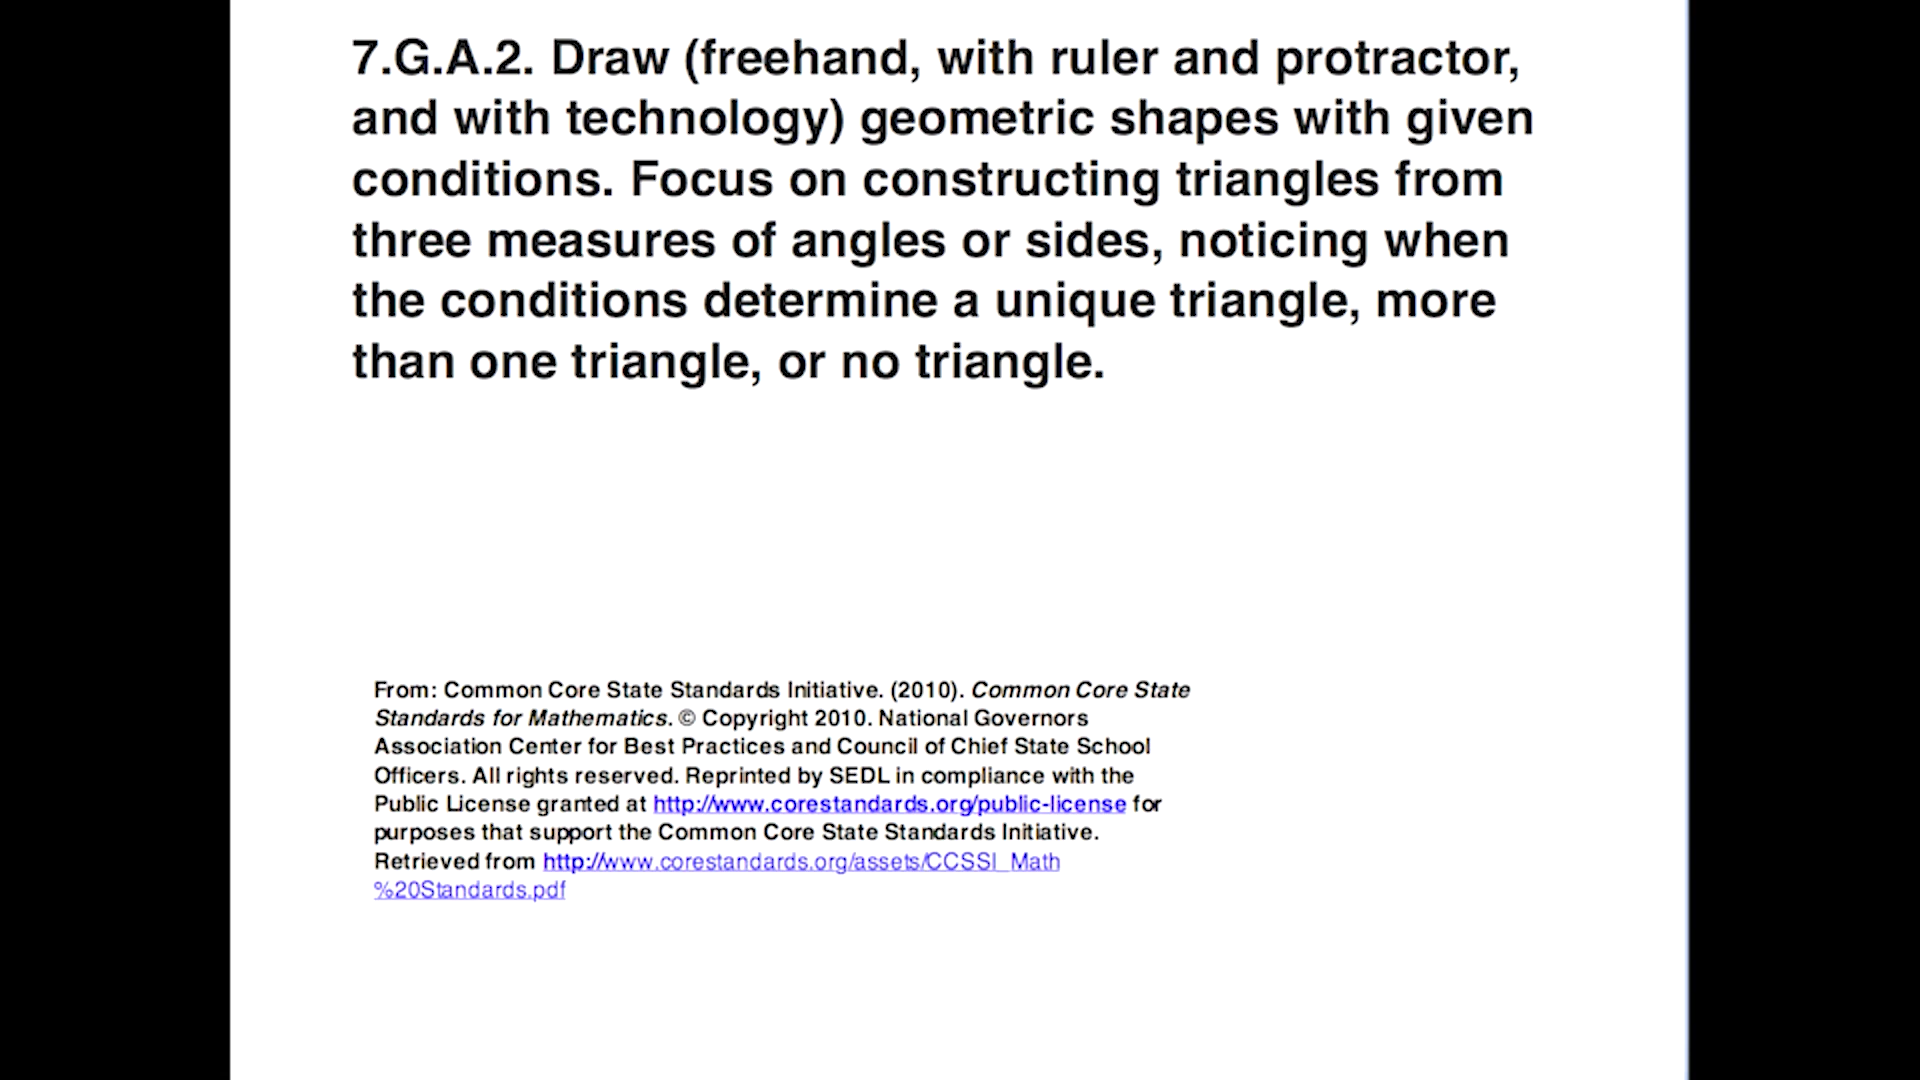 7.G.A.2. Draw (freehand, with ruler and protractor,
and with technology) geometric shapes with given
conditions. Focus on constructing triangles from
three measures of angles or sides, noticing when
the conditions determine a unique triangle, more
than one triangle, or no triangle.
From: Common Core State Standards Initiative. (2010). Common Core State
Standards for Mathematics. © Copyright 2010. National Governors
Association Center for Best Practices and Council of Chief State School
Officers. All rights reserved. Reprinted by SEDL in compliance with the
Public License granted at http://www.corestandards.org/public-license for
purposes that support the Common Core State Standards Initiative.
Retrieved from http://www.corestandards.org/assets/CCSSI_Math
%20Standards.pdf